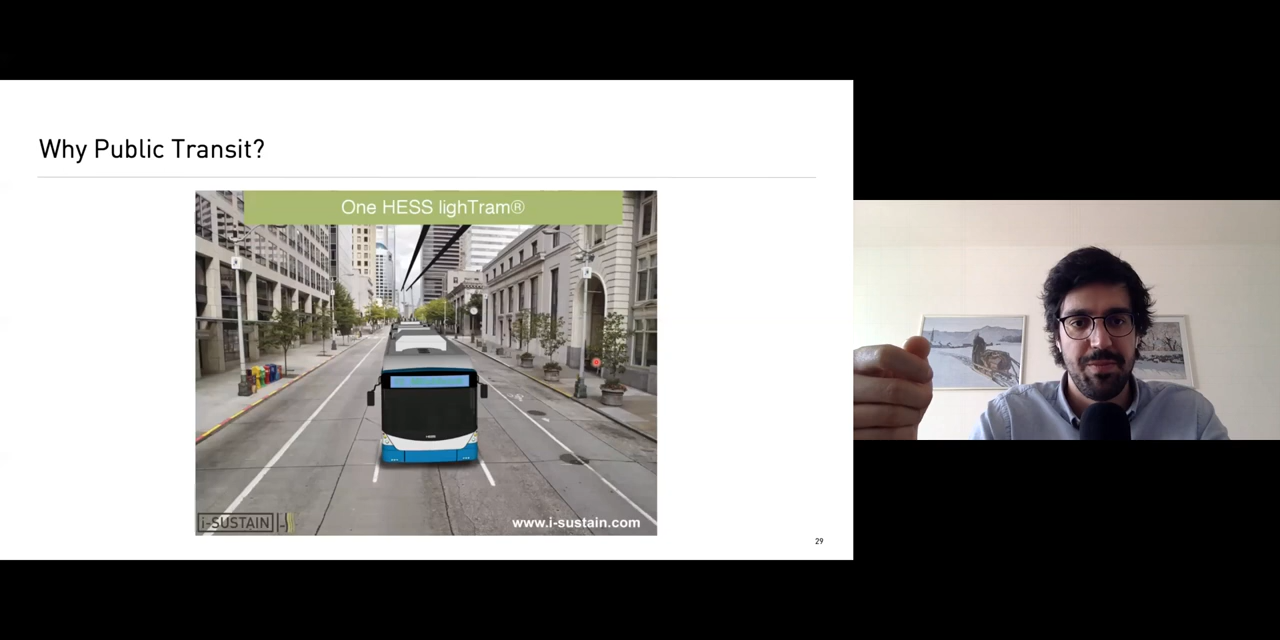 Why Public Transit?
One HESS lighTram®
i-SUSTAIN
www.i-sustain.com
29